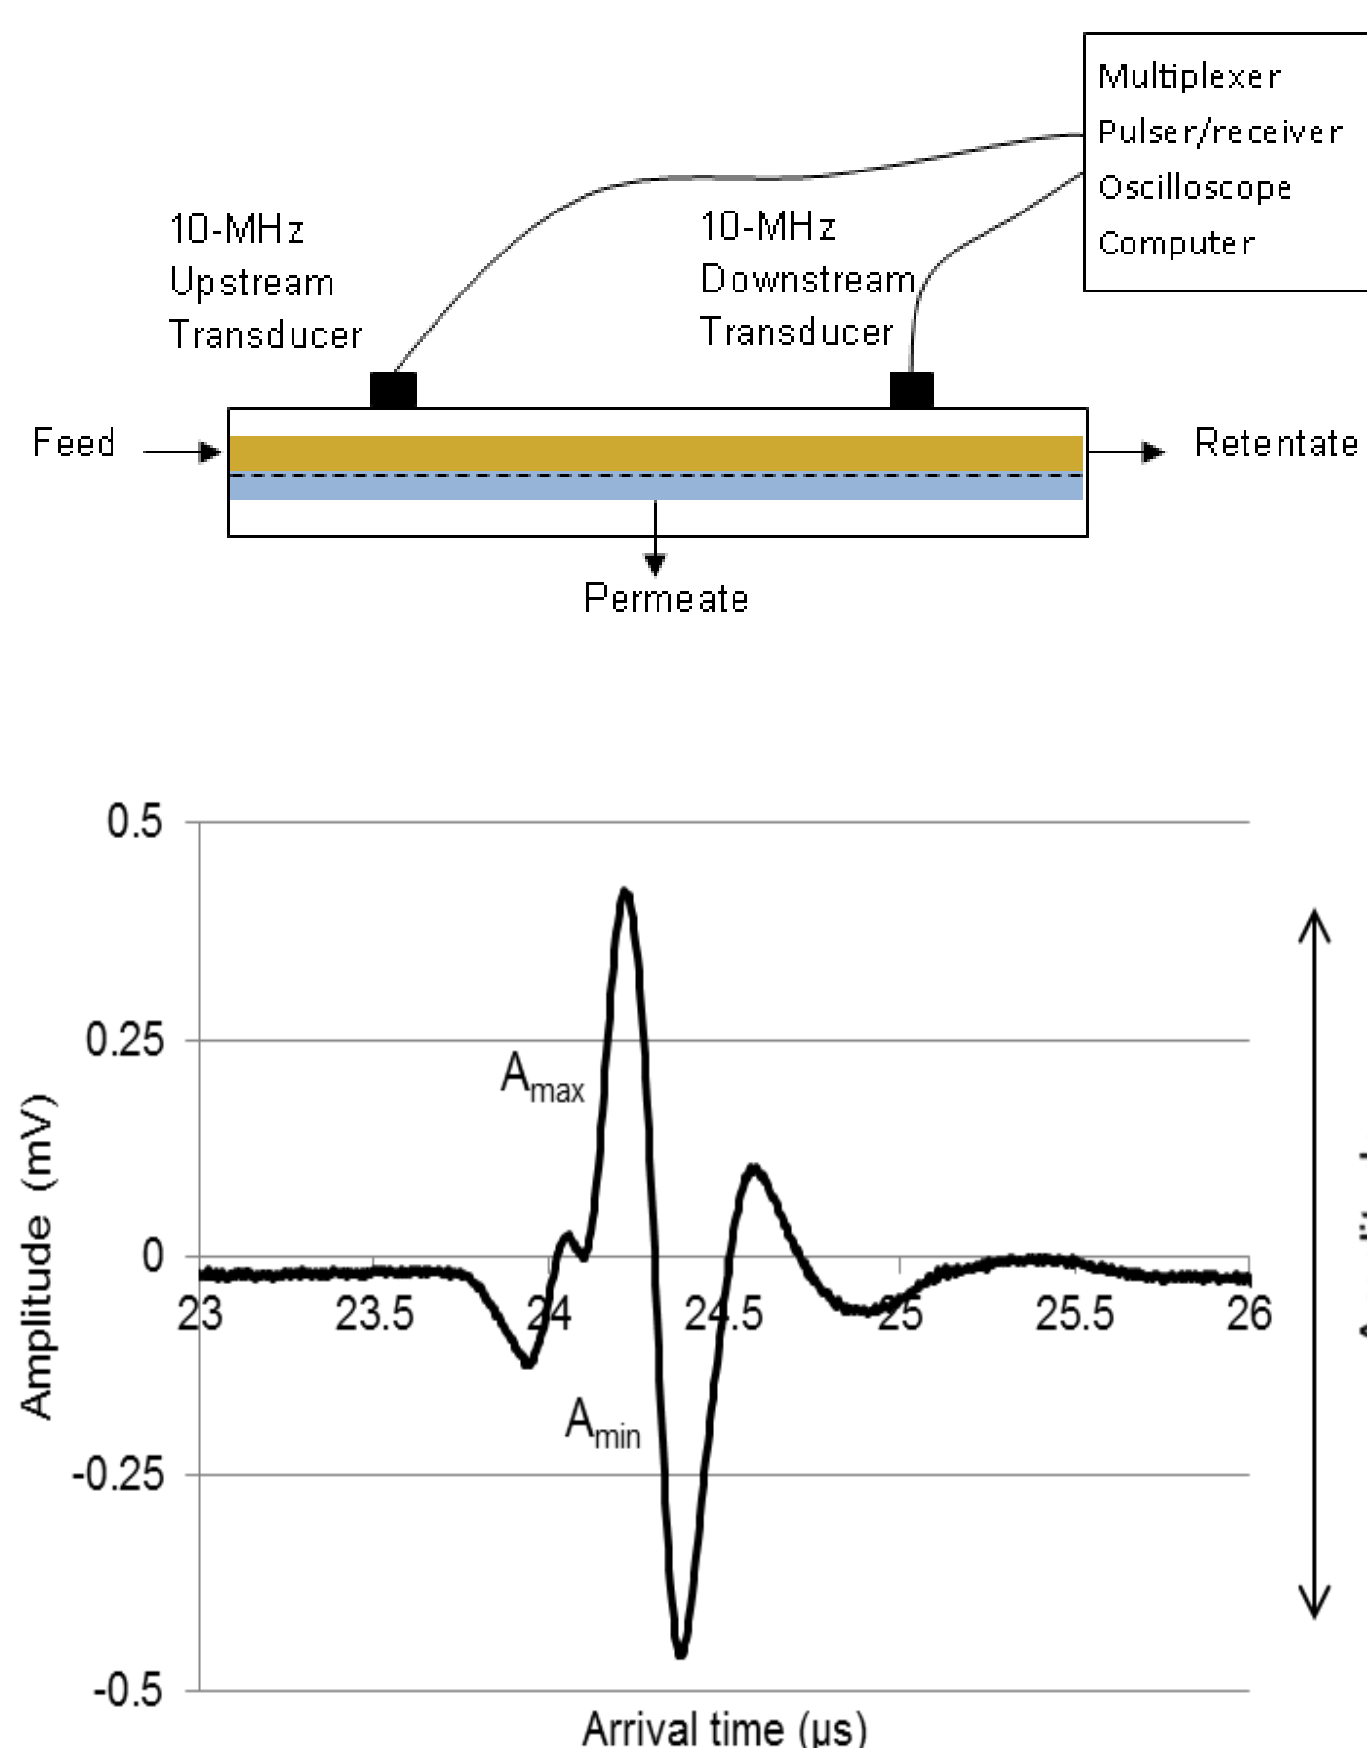 Multiplexer
Pulser/receiver
Oscilloscope
Computer
10-MHz
Upstream
Transducer
10-MHz
Downstream
Transducer
Feed
Retentate
Permeate
0.5
0.25
0
-0.25
-0.5
Amplitude (mV)
A max
A min
23
23.5
24
24.5
25
25.5
26
Arrival time (µs)